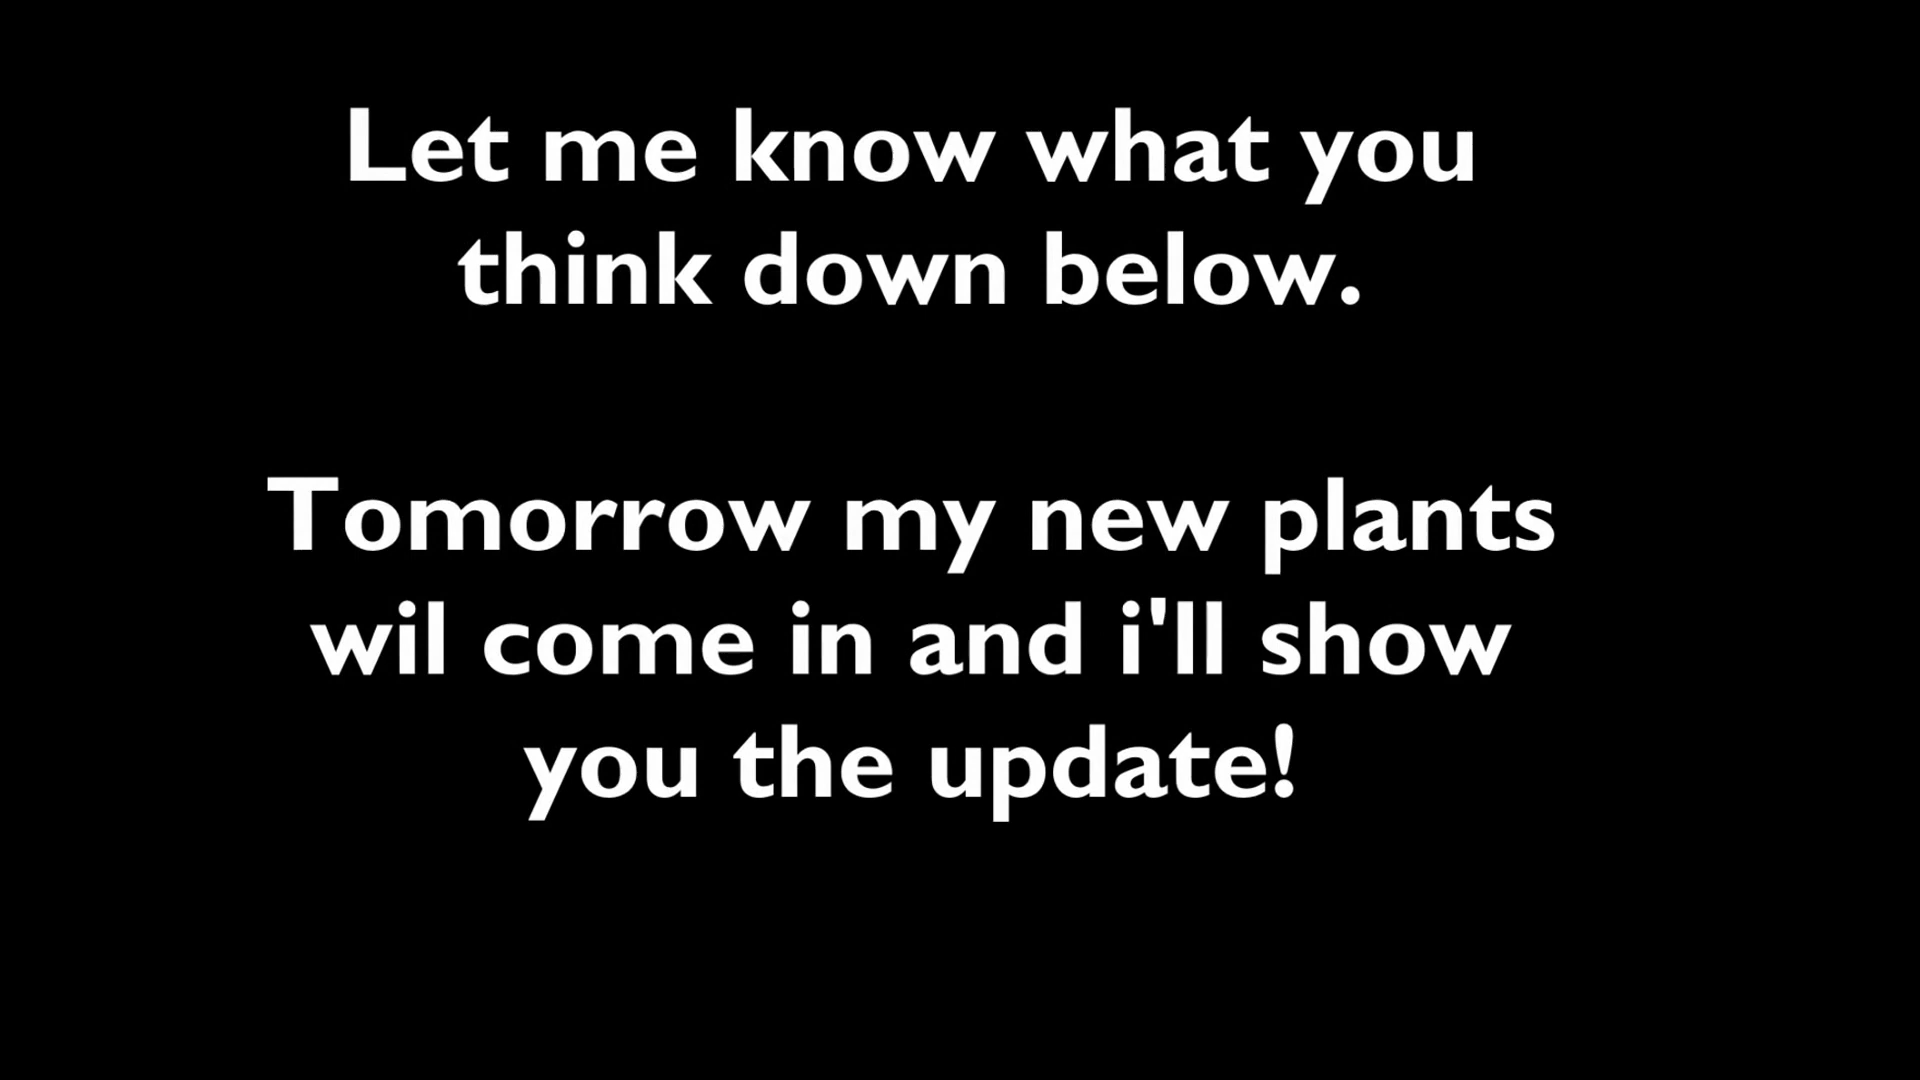 Let me know what you
think down below.
Tomorrow my new plants
wil come in and i'll show
you the update!